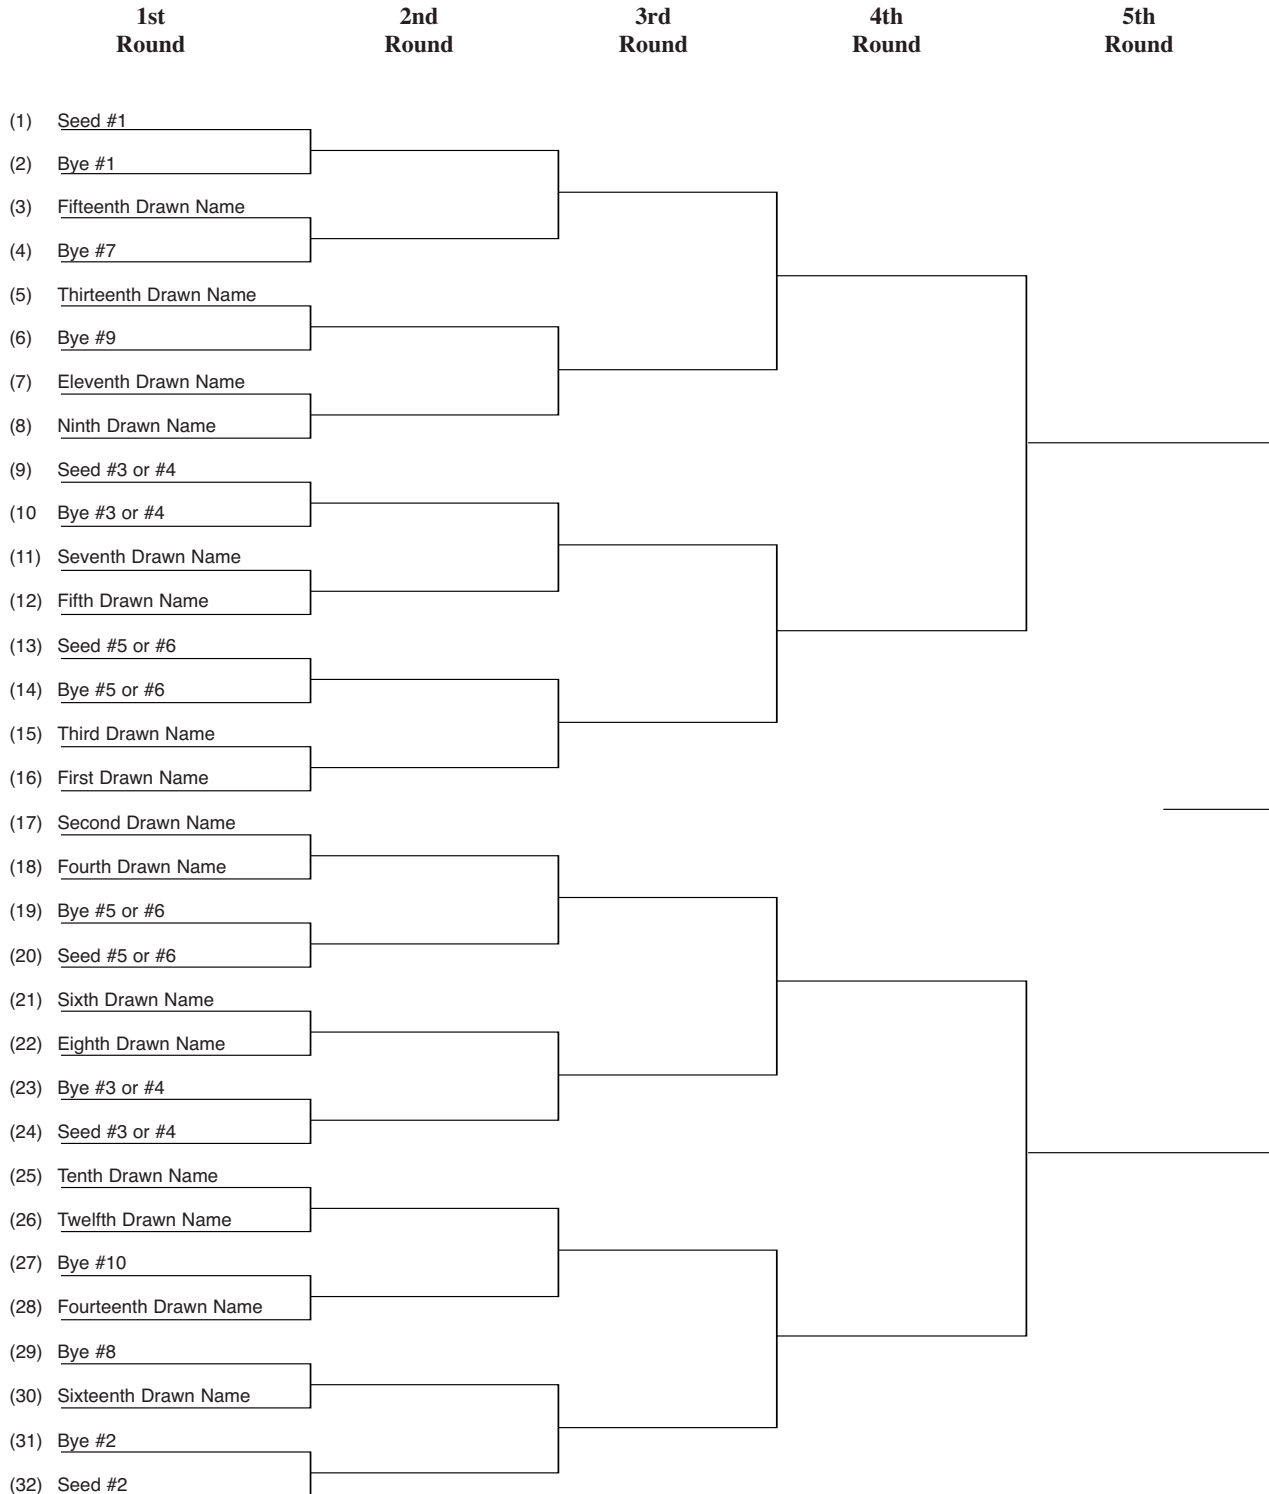 1st 2nd 3rd 4th 5th
Round Round Round Round Round
(1) Seed #1
(2) Bye #1
(3) Fifteenth Drawn Name
(4) Bye #7
(5) Thirteenth Drawn Name
(6) Bye #9
(7) Eleventh Drawn Name
(8) Ninth Drawn Name
(9) Seed #3 or #4
(10 Bye #3 or #4
(11) Seventh Drawn Name
(12) Fifth Drawn Name
(13) Seed #5 or #6
(14) Bye #5 or #6
(15) Third Drawn Name
(16) First Drawn Name
(17) Second Drawn Name
(18) Fourth Drawn Name
(19) Bye #5 or #6
(20) Seed #5 or #6
(21) Sixth Drawn Name
(22) Eighth Drawn Name
(23) Bye #3 or #4
(24) Seed #3 or #4
(25) Tenth Drawn Name
(26) Twelfth Drawn Name
(27) Bye #10
(28) Fourteenth Drawn Name
(29) Bye #8
(30) Sixteenth Drawn Name
(31) Bye #2
(32) Seed #2